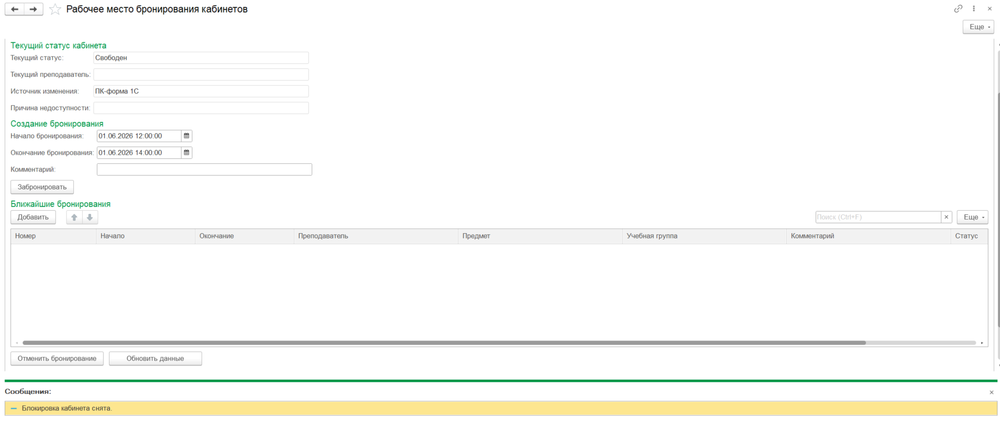 Рабочее место бронирования кабинетов
Еще
Текущий статус кабинета
Текущий статус: Свободен
Текущий преподаватель:
Источник изменения: ПК-форма 1С
Причина недоступности:
Создание бронирования
Начало бронирования: 01.06.2026 12:00:00
Окончание бронирования: 01.06.2026 14:00:00
Комментарий:
Забронировать
Ближайшие бронирования
Добавить Поиск (Ctrl+F) × Еще
Номер Начало Окончание Преподаватель Предмет Учебная группа Комментарий Статус
Отменить бронирование Обновить данные
Сообщения:
Блокировка кабинета снята.